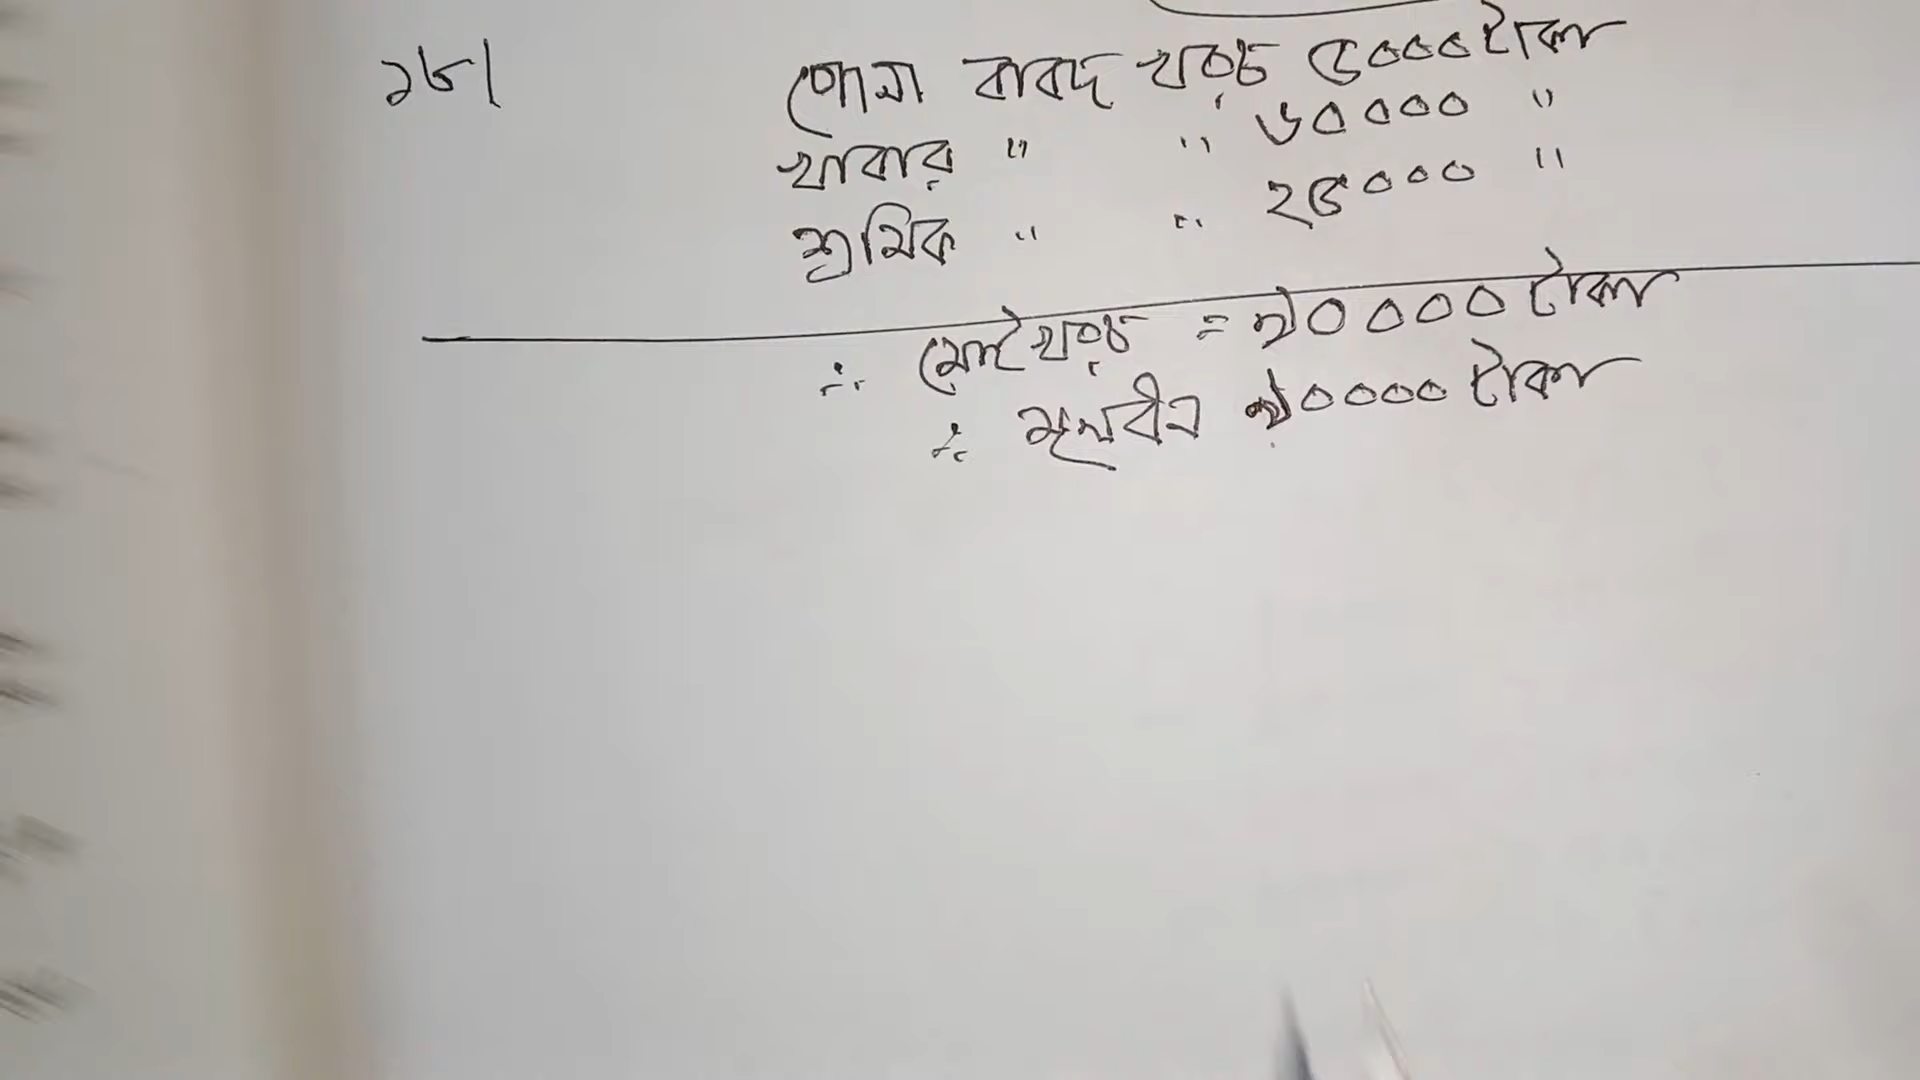 ১৮। পোনা বাবদ খরচ ৫০০০ টাকা
খাবার " " ৬০০০০ "
শ্রমিক " " ২৫০০০ "
∴ মোট খরচ = ৯০০০০ টাকা
∴ মূলধন ৯০০০০ টাকা